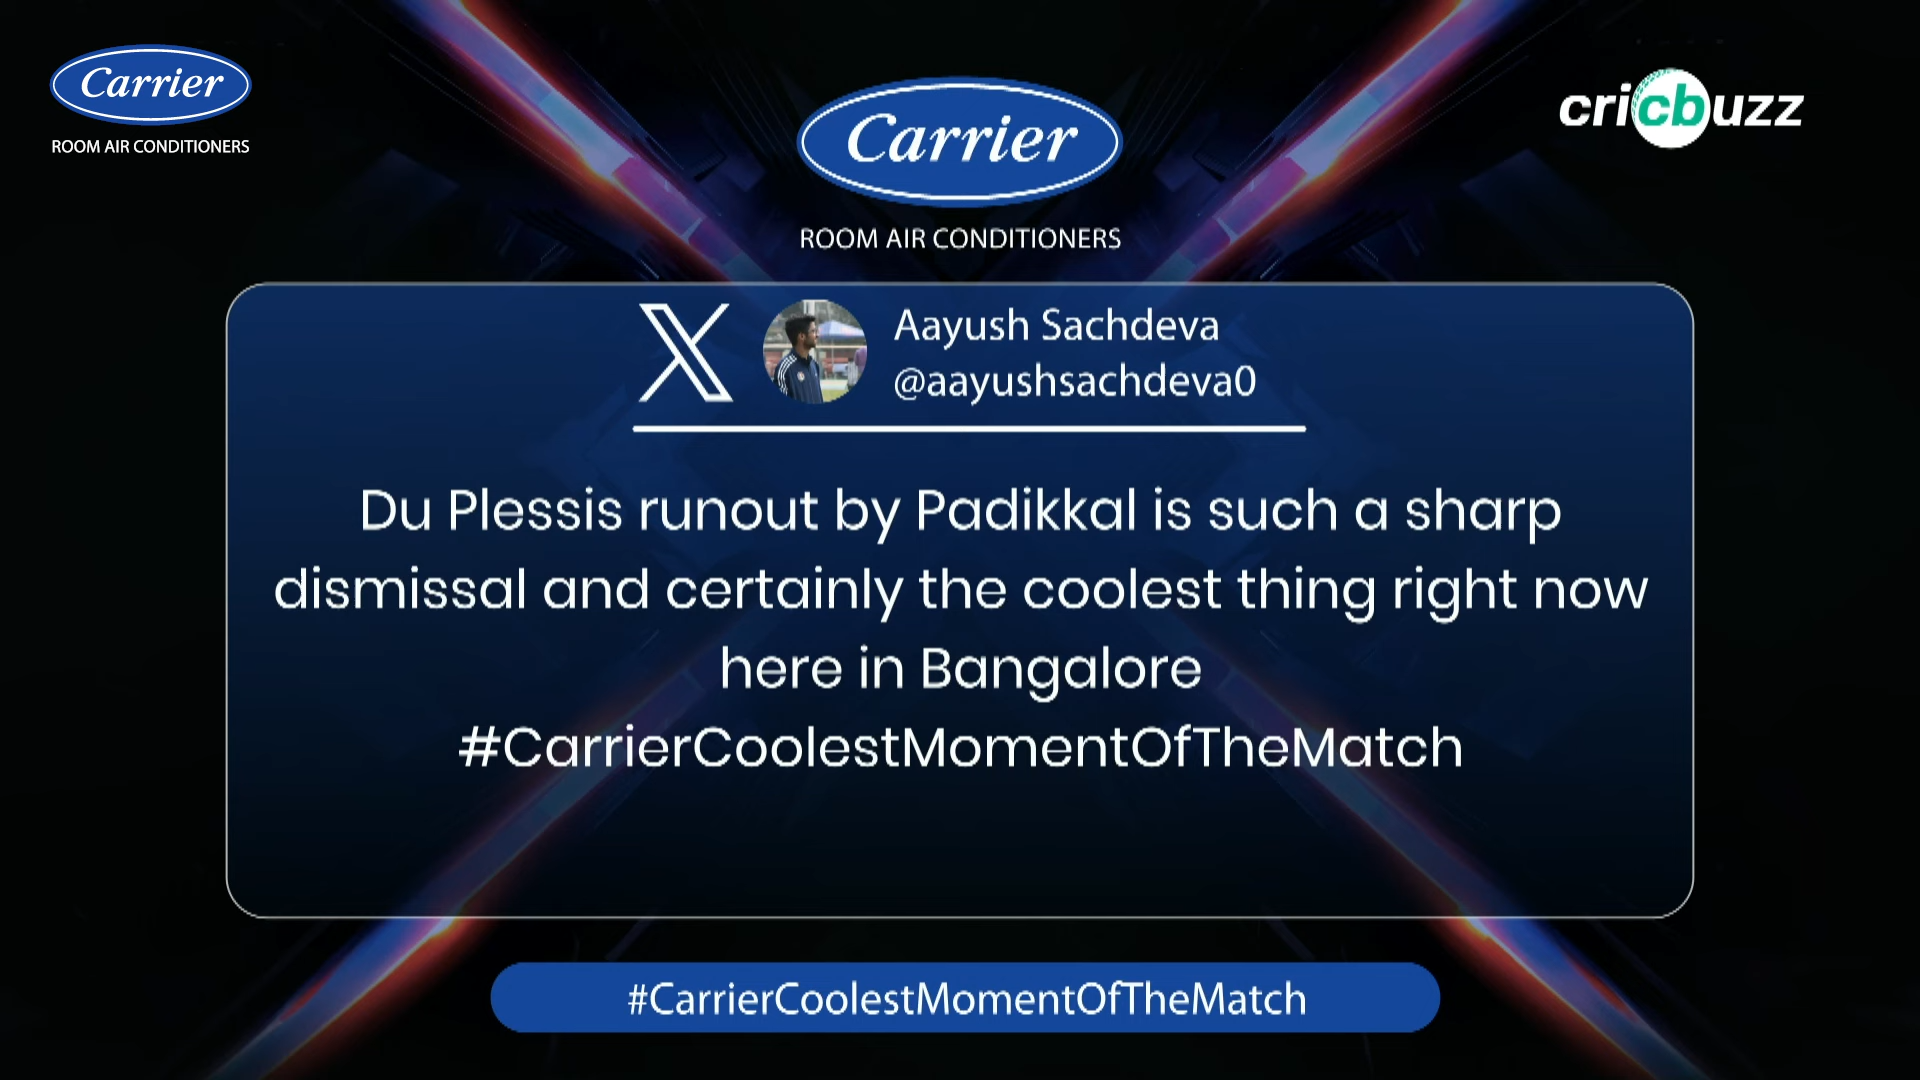 Carrier
ROOM AIR CONDITIONERS
Carrier
ROOM AIR CONDITIONERS
cricbuzz
Aayush Sachdeva
@aayushsachdeva0
Du Plessis runout by Padikkal is such a sharp
dismissal and certainly the coolest thing right now
here in Bangalore
#CarrierCoolestMomentOfTheMatch
#CarrierCoolestMomentOfTheMatch